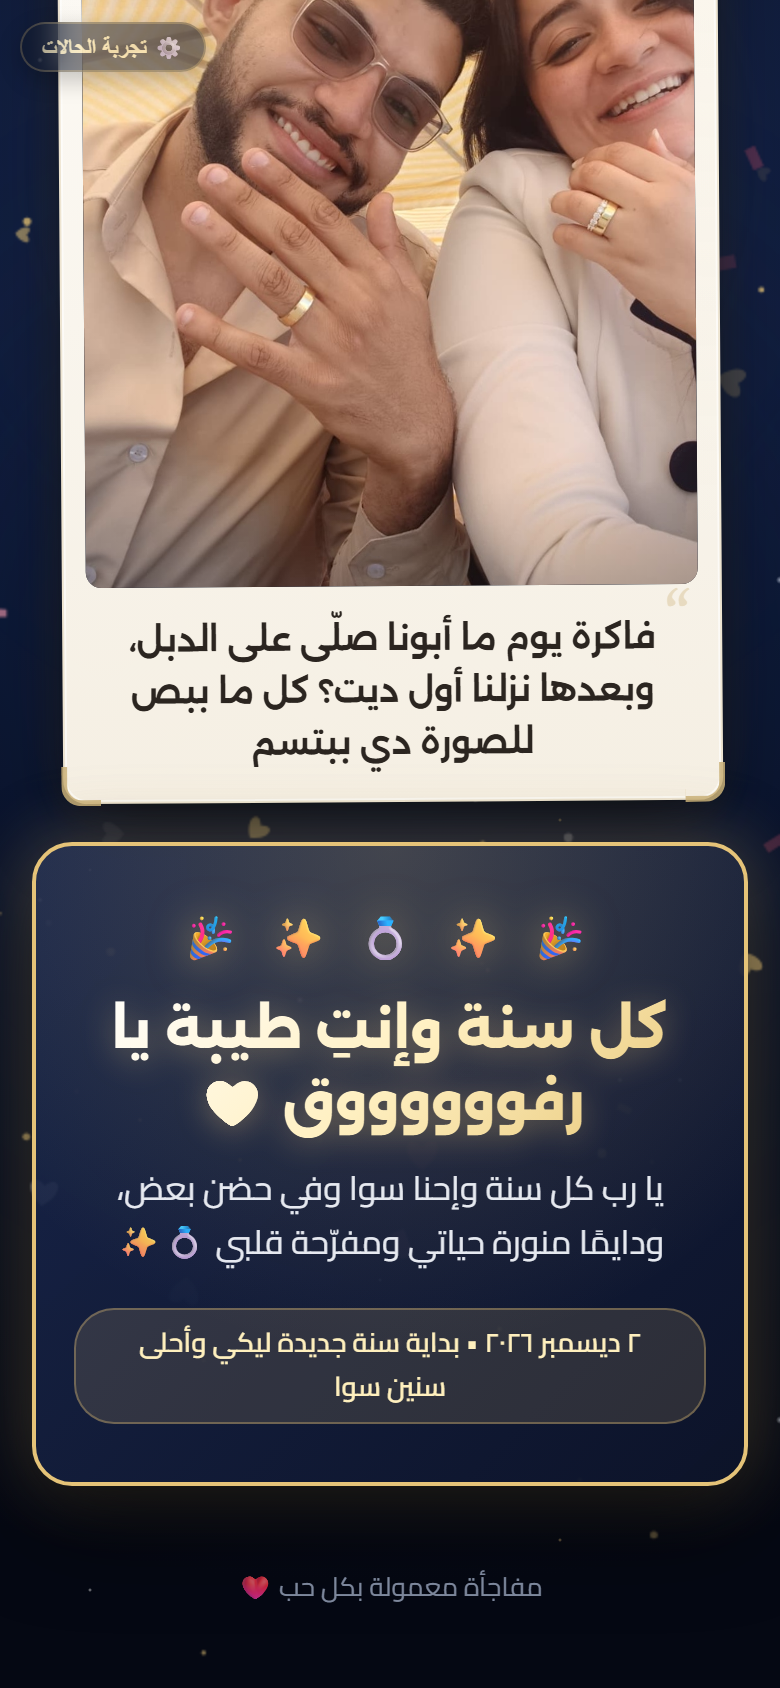 تجربة الحالات
“
فاكرة يوم ما أبونا صلّى على الدبل،
وبعدها نزلنا أول ديت؟ كل ما ببص
للصورة دي ببتسم
كل سنة وإنتِ طيبة يا
رفووووووق
يا رب كل سنة وإحنا سوا وفي حضن بعض،
ودايمًا منورة حياتي ومفرّحة قلبي
٢ ديسمبر ٢٠٢٦ • بداية سنة جديدة ليكي وأحلى
سنين سوا
مفاجأة معمولة بكل حب